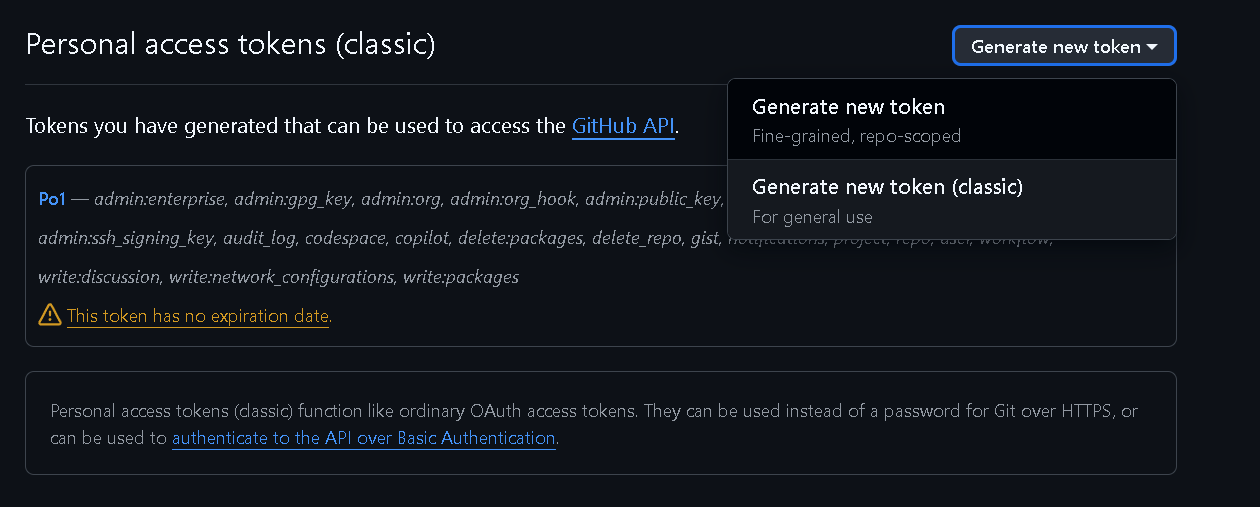 Personal access tokens (classic)
Generate new token
Generate new token
Fine-grained, repo-scoped
Generate new token (classic)
For general use
Tokens you have generated that can be used to access the GitHub API.
Po1 — admin:enterprise, admin:gpg_key, admin:org, admin:org_hook, admin:public_key,
admin:ssh_signing_key, audit_log, codespace, copilot, delete:packages, delete_repo, gist, notifications, project, repo, user, workflow,
write:discussion, write:network_configurations, write:packages
This token has no expiration date.
Personal access tokens (classic) function like ordinary OAuth access tokens. They can be used instead of a password for Git over HTTPS, or
can be used to authenticate to the API over Basic Authentication.